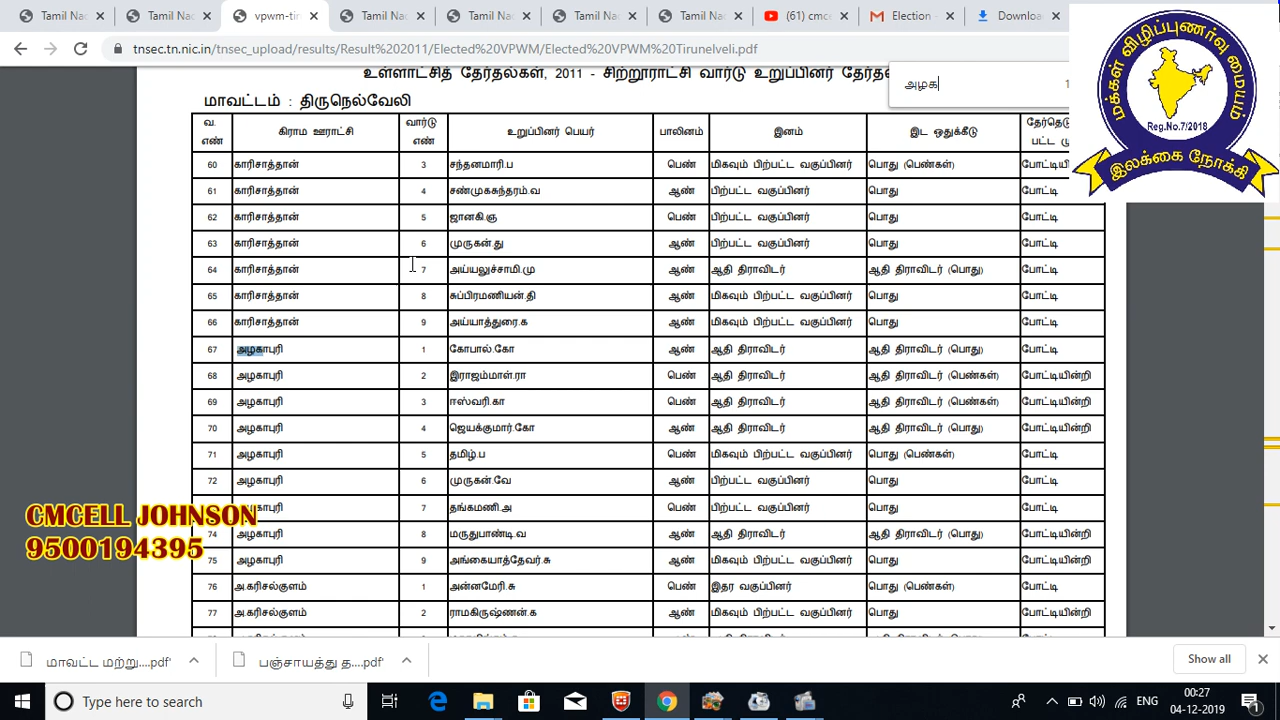 Tamil Nad
Tamil Nad
vpwm-tir
Tamil Nad
Tamil Nad
Tamil Nad
Tamil Nad
(61) cmce
Election -
Downloa
tnsec.tn.nic.in/tnsec_upload/results/Result%202011/Elected%20VPWM/Elected%20VPWM%20Tirunelveli.pdf
அழக
1
மக்கள் விழிப்புணர்வு மையம்
Reg.No.7/2018
இலக்கை நோக்கி
உள்ளாட்சித் தேர்தல்கள், 2011 - சிற்றூராட்சி வார்டு உறுப்பினர்
மாவட்டம் : திருநெல்வேலி
வ. எண் கிராம ஊராட்சி வார்டு எண் உறுப்பினர் பெயர் பாலினம் இனம் இட ஒதுக்கீடு
60 காரிசாத்தான் 3 சந்தனமாரி.ப பெண் மிகவும் பிற்பட்ட வகுப்பினர் பொது (பெண்கள்)
61 காரிசாத்தான் 4 சண்முகசுந்தரம்.வ ஆண் பிற்பட்ட வகுப்பினர் பொது போட்டி
62 காரிசாத்தான் 5 ஜானகி.ஞ பெண் பிற்பட்ட வகுப்பினர் பொது போட்டி
63 காரிசாத்தான் 6 முருகன்.து ஆண் பிற்பட்ட வகுப்பினர் பொது போட்டி
64 காரிசாத்தான் 7 அய்யலுச்சாமி.மு ஆண் ஆதி திராவிடர் ஆதி திராவிடர் (பொது) போட்டி
65 காரிசாத்தான் 8 சுப்பிரமணியன்.தி ஆண் மிகவும் பிற்பட்ட வகுப்பினர் பொது போட்டி
66 காரிசாத்தான் 9 அய்யாத்துரை.க ஆண் மிகவும் பிற்பட்ட வகுப்பினர் பொது போட்டி
67 அழகாபுரி 1 கோபால்.கோ ஆண் ஆதி திராவிடர் ஆதி திராவிடர் (பொது) போட்டி
68 அழகாபுரி 2 இராஜம்மாள்.ரா பெண் ஆதி திராவிடர் ஆதி திராவிடர் (பெண்கள்) போட்டியின்றி
69 அழகாபுரி 3 ஈஸ்வரி.கா பெண் ஆதி திராவிடர் ஆதி திராவிடர் (பெண்கள்) போட்டியின்றி
70 அழகாபுரி 4 ஜெயக்குமார்.கோ ஆண் ஆதி திராவிடர் ஆதி திராவிடர் (பொது) போட்டியின்றி
71 அழகாபுரி 5 தமிழ்.ப பெண் மிகவும் பிற்பட்ட வகுப்பினர் பொது (பெண்கள்) போட்டி
72 அழகாபுரி 6 முருகன்.வே ஆண் பிற்பட்ட வகுப்பினர் பொது போட்டி
7 தங்கமணி.அ பெண் பிற்பட்ட வகுப்பினர் பொது போட்டி
74 அழகாபுரி 8 மருதுபாண்டி.வ ஆண் ஆதி திராவிடர் ஆதி திராவிடர் (பொது) போட்டி
75 அழகாபுரி 9 அங்கையாத்தேவர்.சு ஆண் மிகவும் பிற்பட்ட வகுப்பினர் பொது போட்டி
76 அ.கரிசல்குளம் 1 அன்னமேரி.சு பெண் இதர வகுப்பினர் பொது (பெண்கள்) போட்டி
77 அ.கரிசல்குளம் 2 ராமகிருஷ்ணன்.க ஆண் மிகவும் பிற்பட்ட வகுப்பினர் பொது போட்டியின்றி
CMCELL JOHNSON
9500194395
மாவட்ட மற்று....pdf
பஞ்சாயத்து த....pdf
Show all
Type here to search
ENG
00:27
04-12-2019
1